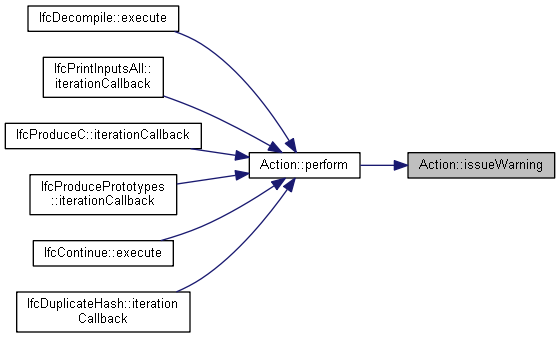 IfcDecompile::execute
IfcPrintInputsAll::
iterationCallback
IfcProduceC::iterationCallback
IfcProducePrototypes
::iterationCallback
IfcContinue::execute
IfcDuplicateHash::iteration
Callback
Action::perform
Action::issueWarning